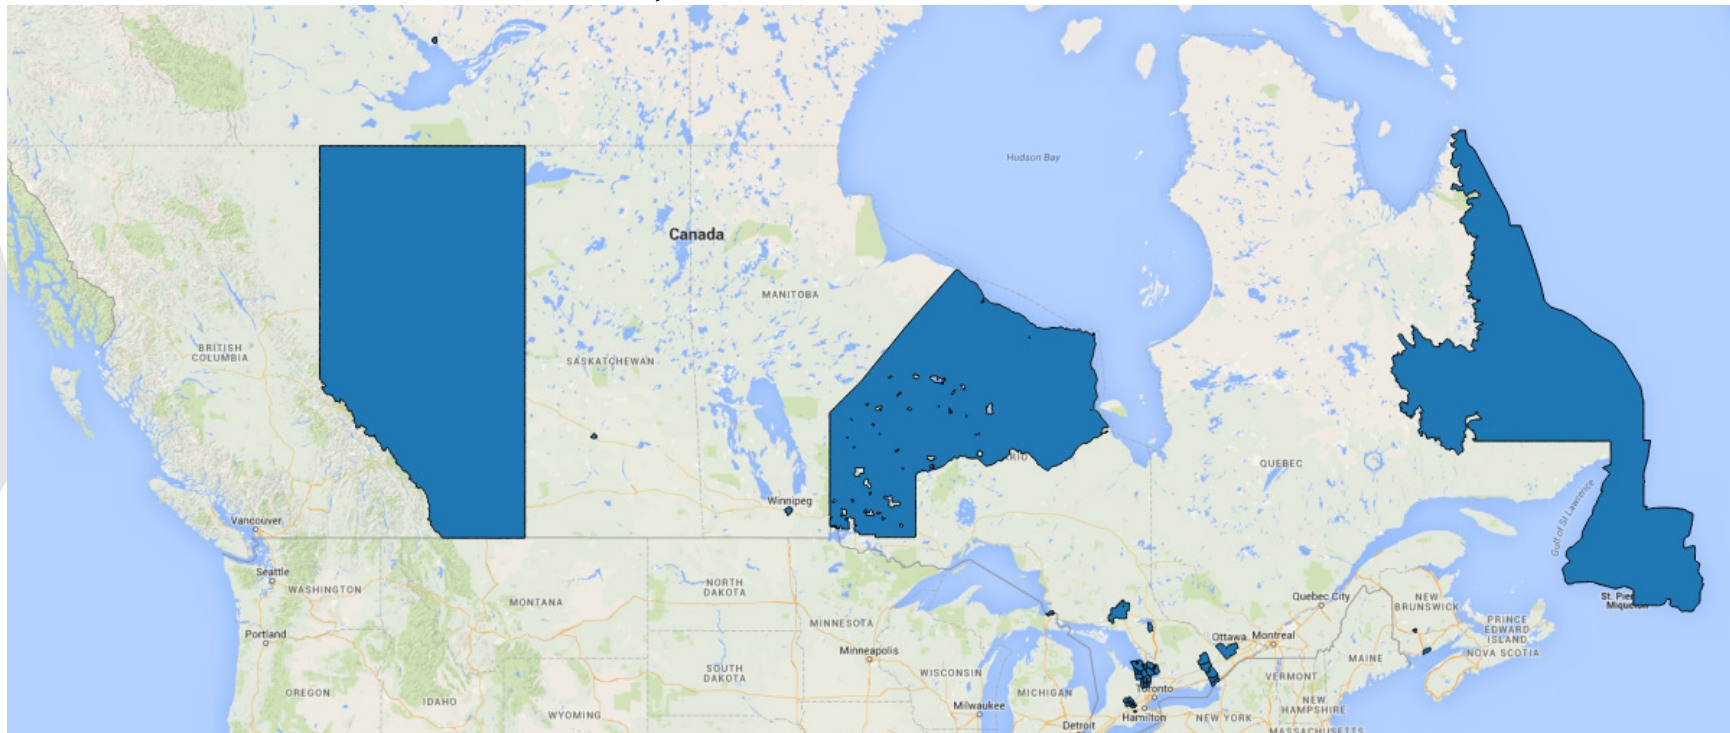 Hudson Bay
Canada
MANITOBA
BRITISH
COLUMBIA
SASKATCHEWAN
QUEBEC
Winnipeg
Vancouver
Gulf of St Lawrence
Seattle
WASHINGTON
NORTH
DAKOTA
MONTANA
St. Pie
Miquelon
Quebec City
NEW
BRUNSWICK
PRINCE
EDWARD
ISLAND
NOVA SCOTIA
MINNESOTA
Portland
Ottawa
Montreal
Minneapolis
MAINE
SOUTH
DAKOTA
WISCONSIN
VERMONT
OREGON
IDAHO
MICHIGAN
Toronto
NEW
HAMPSHIRE
WYOMING
Milwaukee
Hamilton
NEW YORK
Detroit
MASSACHUSETTS